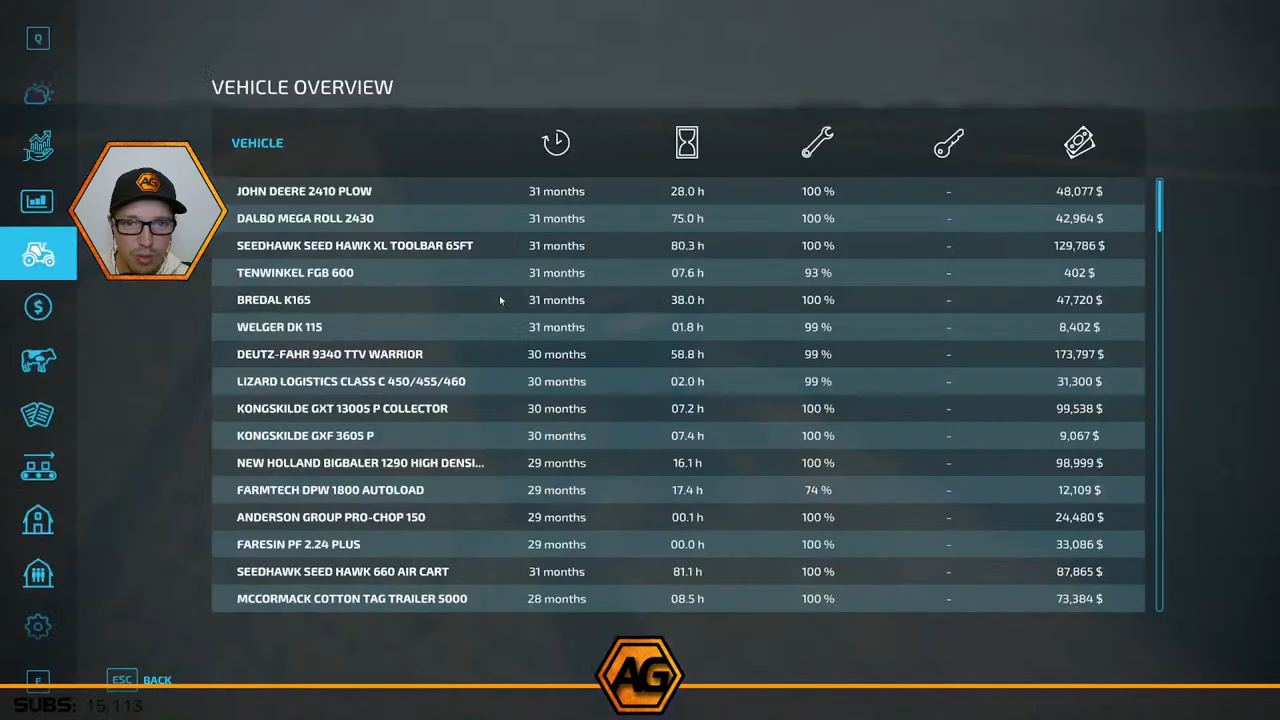 Q
VEHICLE OVERVIEW
VEHICLE
JOHN DEERE 2410 PLOW 31 months 28.0 h 100 % - 48,077 $
DALBO MEGA ROLL 2430 31 months 75.0 h 100 % - 42,964 $
SEEDHAWK SEED HAWK XL TOOLBAR 65FT 31 months 80.3 h 100 % - 129,786 $
TENWINKEL FGB 600 31 months 07.6 h 93 % - 402 $
BREDAL K165 31 months 38.0 h 100 % - 47,720 $
WELGER DK 115 31 months 01.8 h 99 % - 8,402 $
DEUTZ-FAHR 9340 TTV WARRIOR 30 months 58.8 h 99 % - 173,797 $
LIZARD LOGISTICS CLASS C 450/455/460 30 months 02.0 h 99 % - 31,300 $
KONGSKILDE GXT 13005 P COLLECTOR 30 months 07.2 h 100 % - 99,538 $
KONGSKILDE GXF 3605 P 30 months 07.4 h 100 % - 9,067 $
NEW HOLLAND BIGBALER 1290 HIGH DENSI... 29 months 16.1 h 100 % - 98,999 $
FARMTECH DPW 1800 AUTOLOAD 29 months 17.4 h 74 % - 12,109 $
ANDERSON GROUP PRO-CHOP 150 29 months 00.1 h 100 % - 24,480 $
FARESIN PF 2.24 PLUS 29 months 00.0 h 100 % - 33,086 $
SEEDHAWK SEED HAWK 660 AIR CART 31 months 81.1 h 100 % - 87,865 $
MCCORMACK COTTON TAG TRAILER 5000 28 months 08.5 h 100 % - 73,384 $
AG
AG
E
ESC BACK
SUBS: 15,113